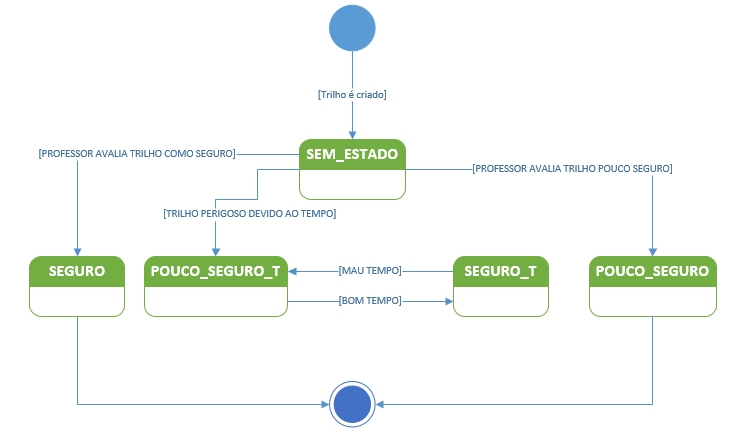 [Trilho é criado]
SEM_ESTADO
[PROFESSOR AVALIA TRILHO COMO SEGURO]
[PROFESSOR AVALIA TRILHO POUCO SEGURO]
[TRILHO PERIGOSO DEVIDO AO TEMPO]
SEGURO
POUCO_SEGURO_T
[MAU TEMPO]
SEGURO_T
POUCO_SEGURO
[BOM TEMPO]